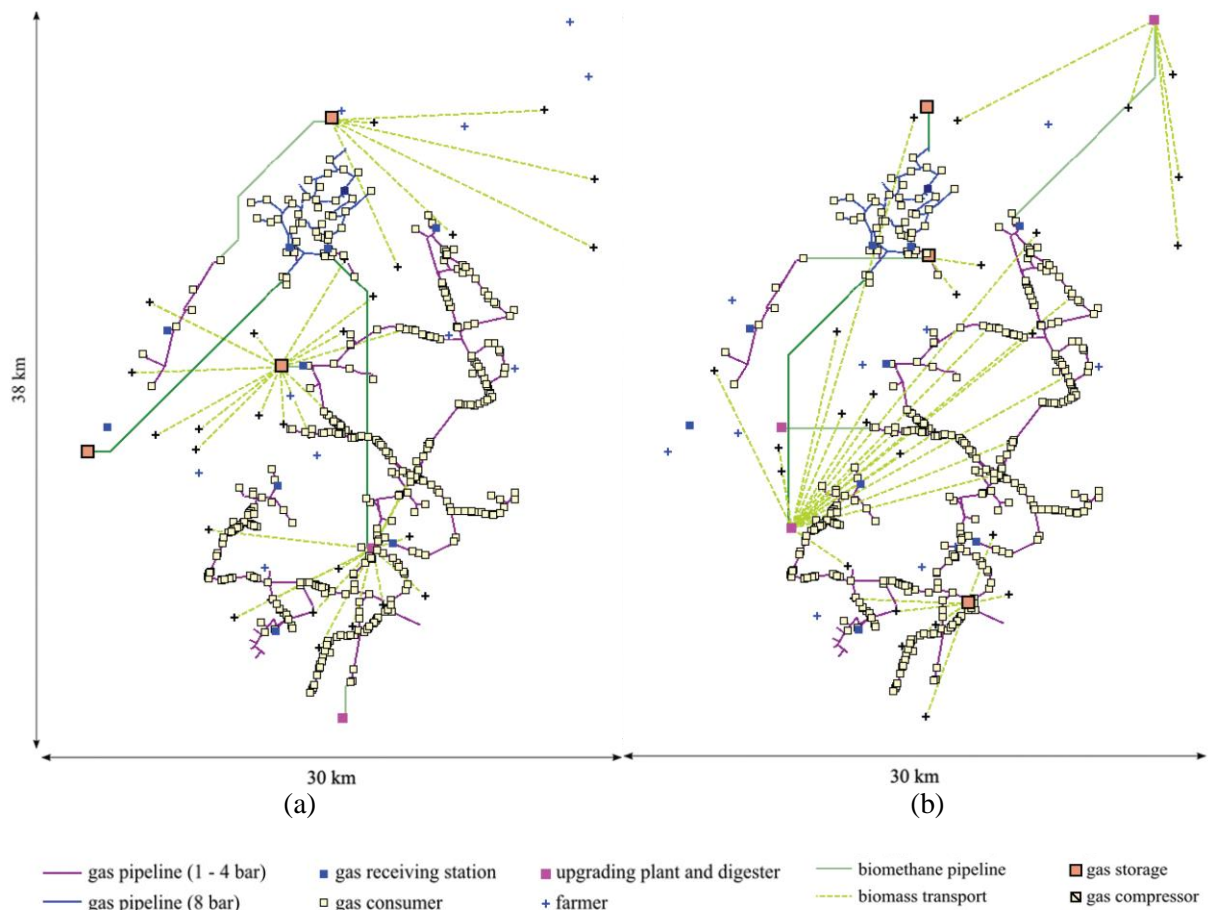 38 km
30 km
30 km
(a)
(b)
gas pipeline (1 - 4 bar)
gas receiving station
upgrading plant and digester
biomethane pipeline
gas storage
gas pipeline (8 bar)
gas consumer
farmer
biomass transport
gas compressor